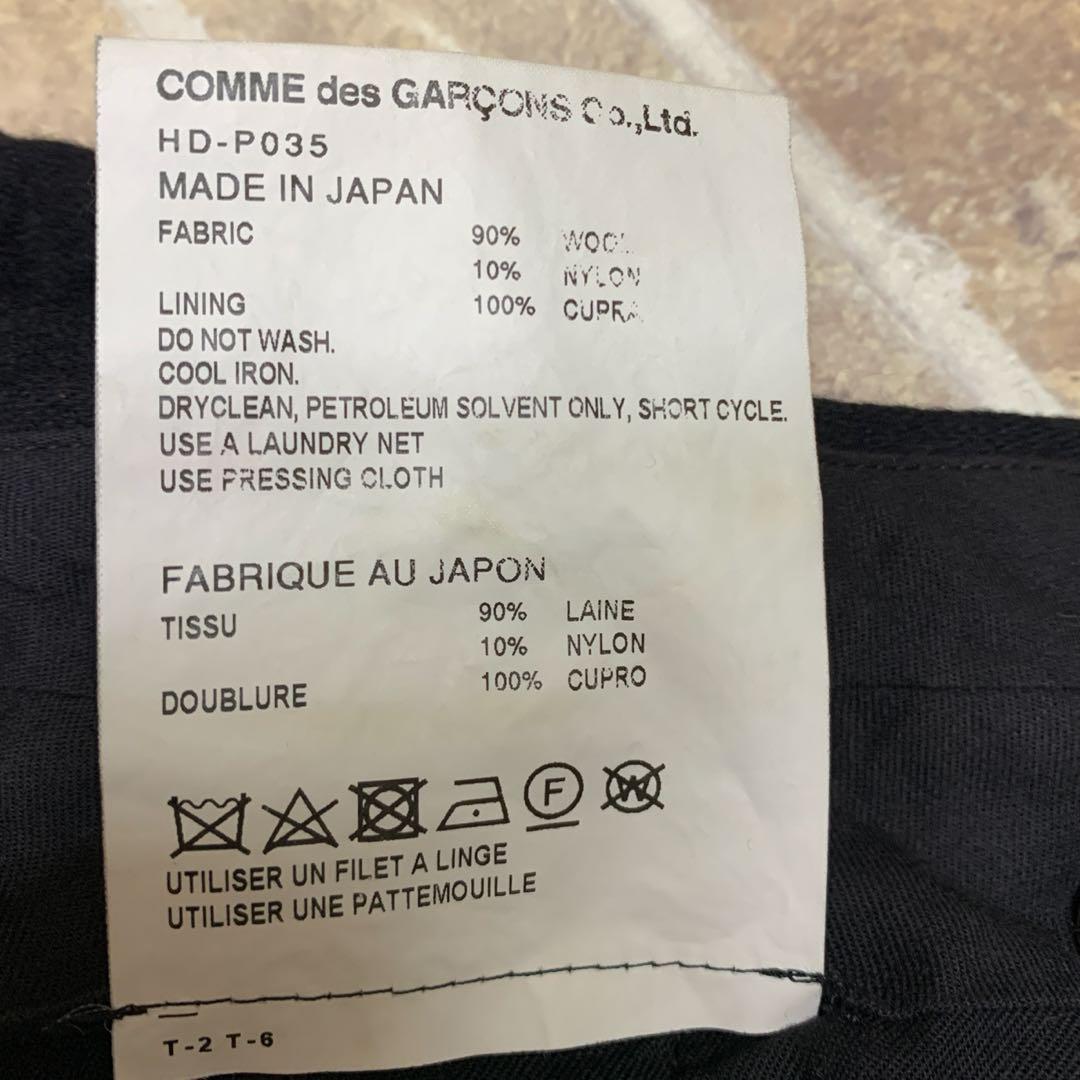 COMME des GARÇONS Co.,Ltd.
HD-P035
MADE IN JAPAN
FABRIC 90% WOOL
10% NYLON
LINING 100% CUPRA
DO NOT WASH.
COOL IRON.
DRYCLEAN, PETROLEUM SOLVENT ONLY, SHORT CYCLE.
USE A LAUNDRY NET
USE PRESSING CLOTH
FABRIQUE AU JAPON
TISSU 90% LAINE
10% NYLON
DOUBLURE 100% CUPRO
F W
UTILISER UN FILET A LINGE
UTILISER UNE PATTEMOUILLE
T-2 T-6